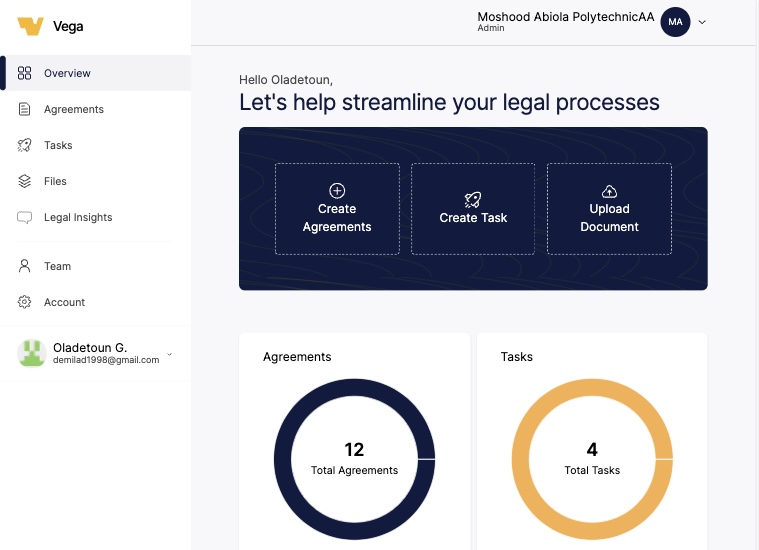 Vega
Moshood Abiola PolytechnicAA
Admin
MA
Overview
Agreements
Tasks
Files
Legal Insights
Team
Account
Oladetoun G.
demilad1998@gmail.com
Hello Oladetoun,
Let's help streamline your legal processes
Create
Agreements
Create Task
Upload
Document
Agreements
12
Total Agreements
Tasks
4
Total Tasks